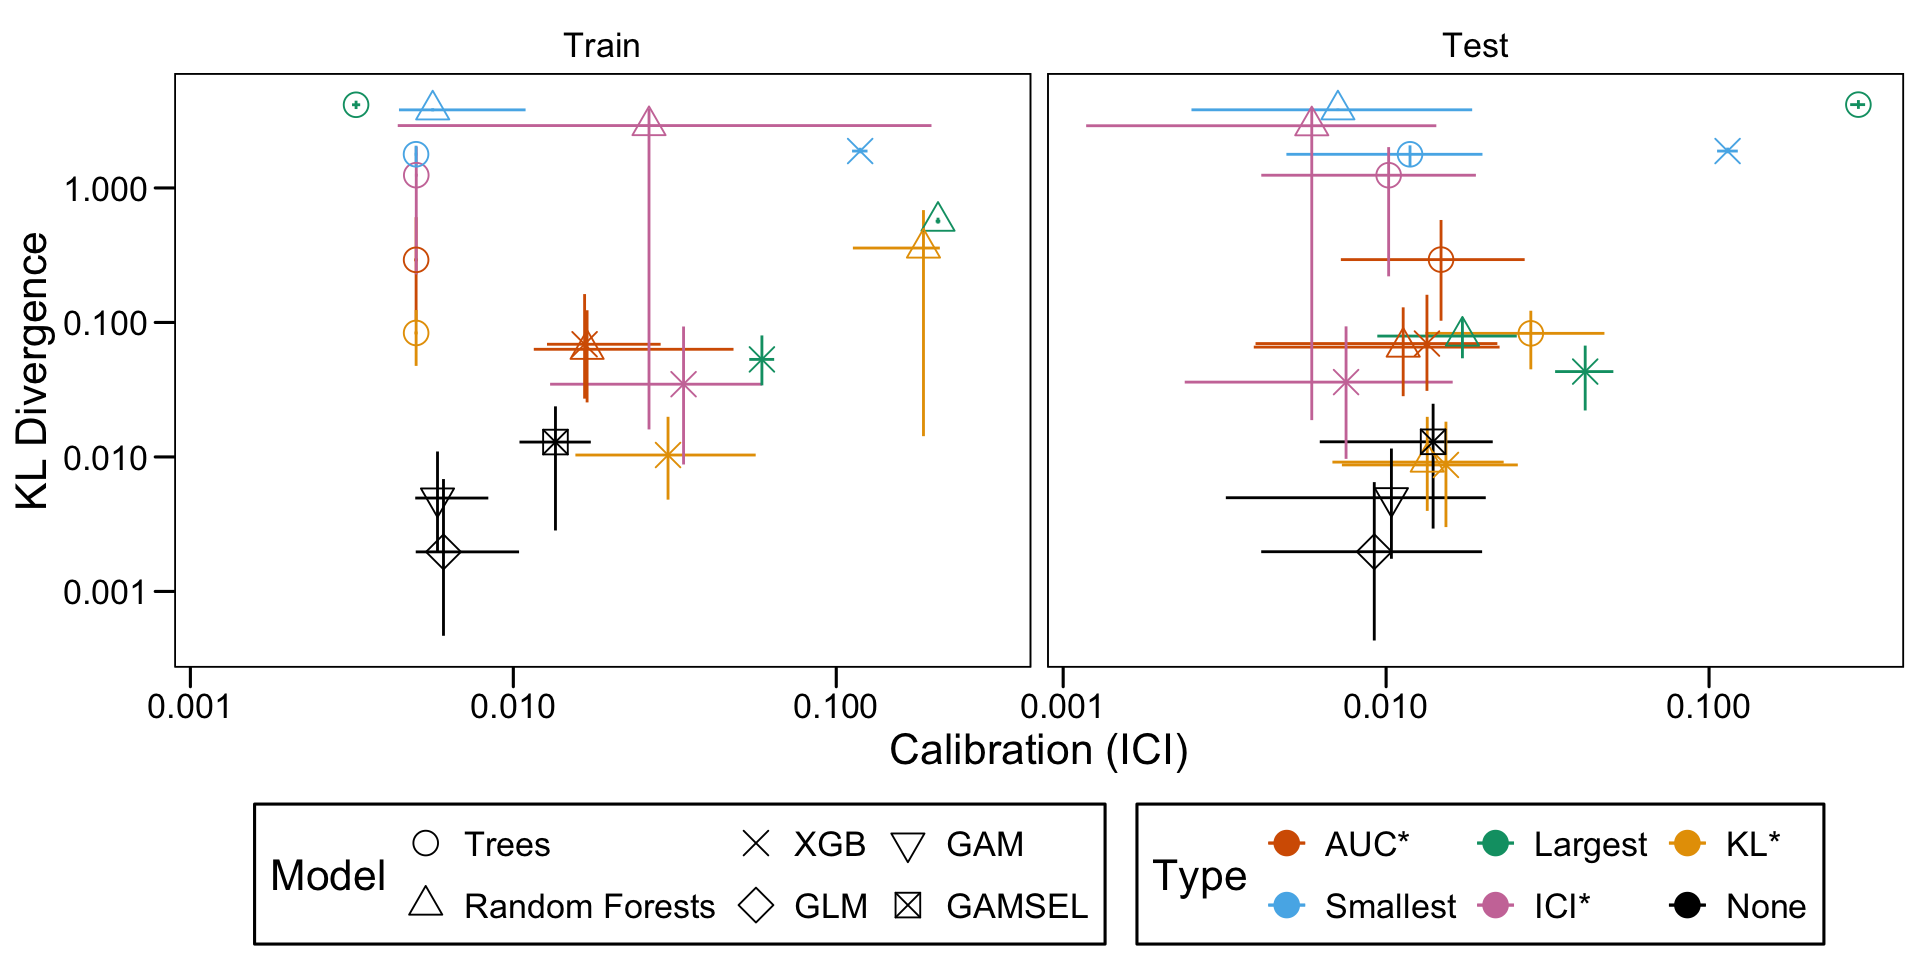 Train Test
KL Divergence
1.000
0.100
0.010
0.001
0.001 0.010 0.100 0.001 0.010 0.100
Calibration (ICI)
Model
Trees XGB GAM
Random Forests GLM GAMSEL
Type
AUC* Largest KL*
Smallest ICI* None